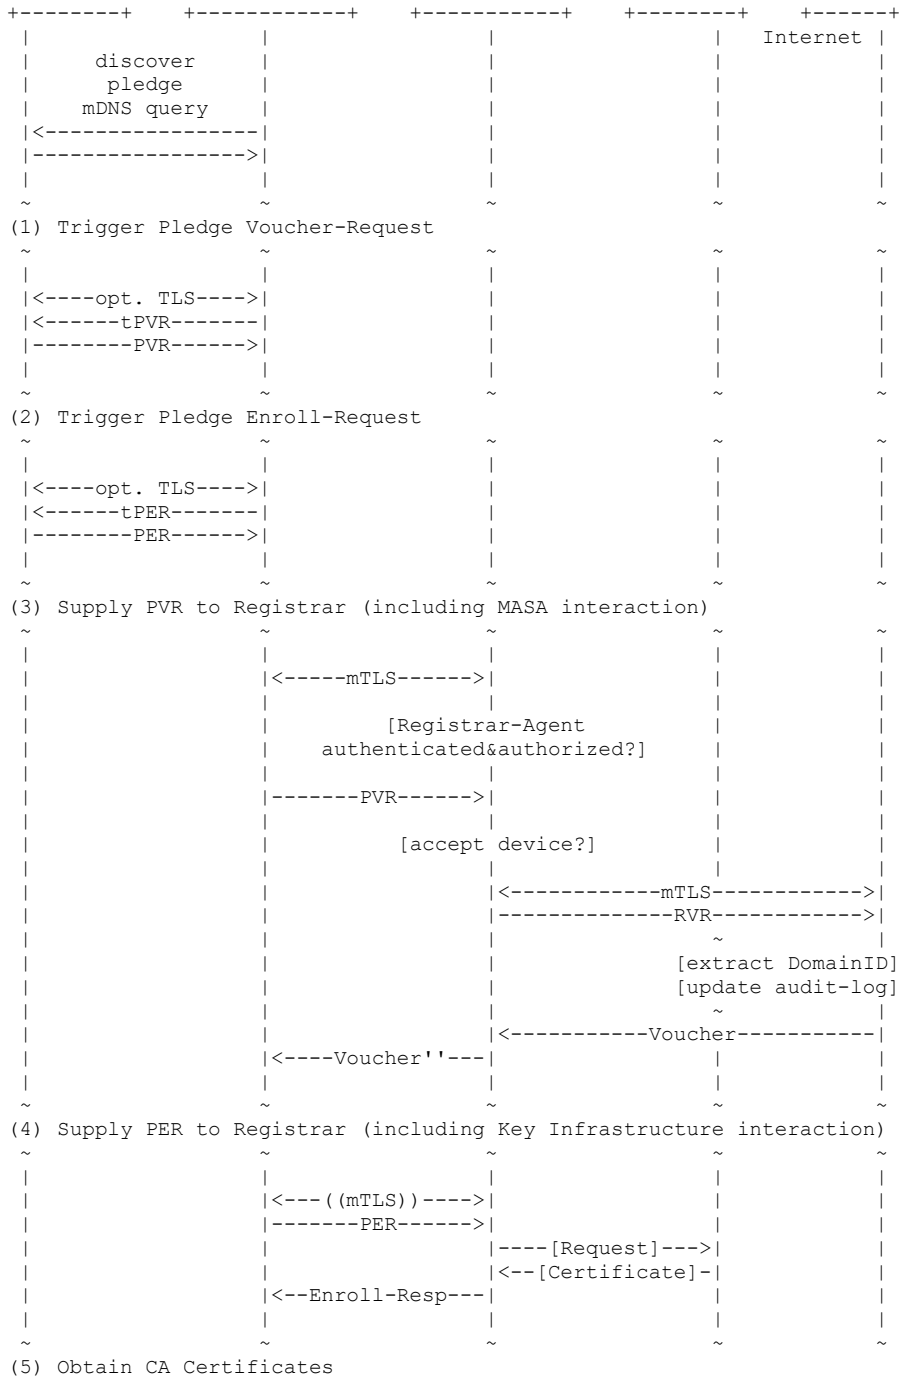 +--------+    +------------+    +-----------+    +--------+    +------+
 |                  |                 |                 |   Internet |
 |     discover     |                 |                 |            |
 |      pledge      |                 |                 |            |
 |    mDNS query    |                 |                 |            |
 |<-----------------|                 |                 |            |
 |----------------->|                 |                 |            |
 |                  |                 |                 |            |
 ~                  ~                 ~                 ~            ~
(1) Trigger Pledge Voucher-Request
 ~                  ~                 ~                 ~            ~
 |                  |                 |                 |            |
 |<----opt. TLS---->|                 |                 |            |
 |<------tPVR-------|                 |                 |            |
 |--------PVR------>|                 |                 |            |
 |                  |                 |                 |            |
 ~                  ~                 ~                 ~            ~
(2) Trigger Pledge Enroll-Request
 ~                  ~                 ~                 ~            ~
 |                  |                 |                 |            |
 |<----opt. TLS---->|                 |                 |            |
 |<------tPER-------|                 |                 |            |
 |--------PER------>|                 |                 |            |
 |                  |                 |                 |            |
 ~                  ~                 ~                 ~            ~
(3) Supply PVR to Registrar (including MASA interaction)
 ~                  ~                 ~                 ~            ~
 |                  |                 |                 |            |
 |                  |<-----mTLS------>|                 |            |
 |                  |                 |                 |            |
 |                  |         [Registrar-Agent          |            |
 |                  |    authenticated&authorized?]     |            |
 |                  |                 |                 |            |
 |                  |-------PVR------>|                 |            |
 |                  |                 |                 |            |
 |                  |          [accept device?]         |            |
 |                  |                 |                 |            |
 |                  |                 |<------------mTLS------------>|
 |                  |                 |--------------RVR------------>|
 |                  |                 |                 ~            |
 |                  |                 |              [extract DomainID]
 |                  |                 |              [update audit-log]
 |                  |                 |                 ~            |
 |                  |                 |<-----------Voucher-----------|
 |                  |<----Voucher''---|                 |            |
 |                  |                 |                 |            |
 ~                  ~                 ~                 ~            ~
(4) Supply PER to Registrar (including Key Infrastructure interaction)
 ~                  ~                 ~                 ~            ~
 |                  |                 |                 |            |
 |                  |<---((mTLS))---->|                 |            |
 |                  |-------PER------>|                 |            |
 |                  |                 |----[Request]--->|            |
 |                  |                 |<--[Certificate]-|            |
 |                  |<--Enroll-Resp---|                 |            |
 |                  |                 |                 |            |
 ~                  ~                 ~                 ~            ~
(5) Obtain CA Certificates